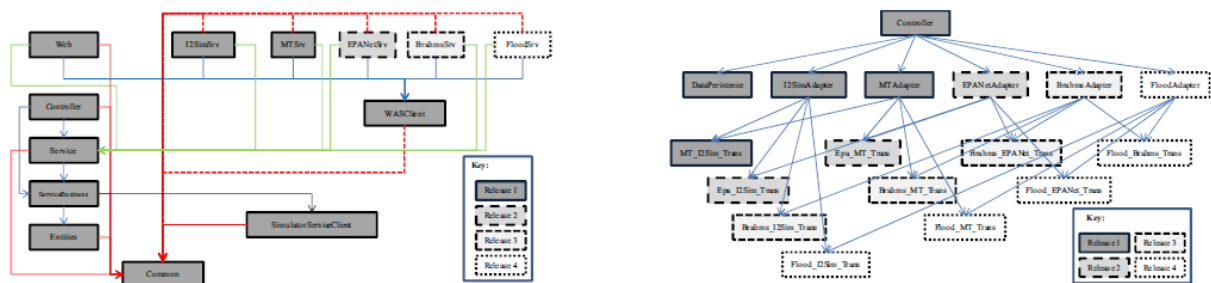 Web
I2SimSrv
MTSrv
EPANetSrv
BrahmsSrv
FloodSrv
Controller
WASClient
Service
ServiceBusiness
Entities
SimulatorServiceClient
Common
Key:
Release 1
Release 2
Release 3
Release 4
Controller
DataPersistence
I2SimAdapter
MTAdapter
EPANetAdapter
BrahmsAdapter
FloodAdapter
MT_I2Sim_Trans
Epa_MT_Trans
Brahms_EPANet_Trans
Flood_Brahms_Trans
Epa_I2Sim_Trans
Brahms_MT_Trans
Flood_EPANet_Trans
Brahms_I2Sim_Trans
Flood_MT_Trans
Flood_I2Sim_Trans
Key:
Release 1
Release 3
Release 2
Release 4